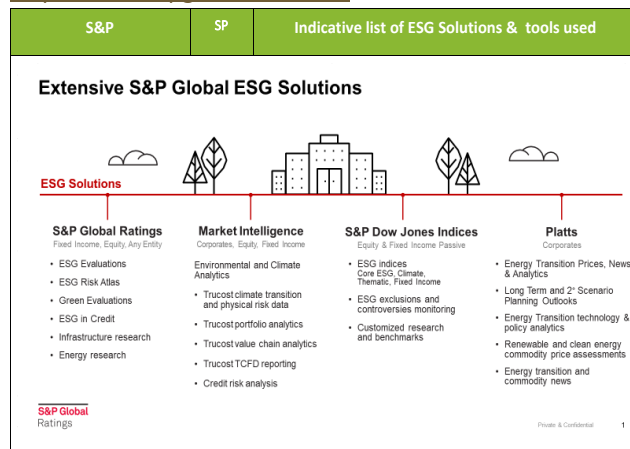 S&P
SP
Indicative list of ESG Solutions & tools used
Extensive S&P Global ESG Solutions
ESG Solutions
S&P Global Ratings
Fixed Income, Equity, Any Entity
• ESG Evaluations
• ESG Risk Atlas
• Green Evaluations
• ESG in Credit
• Infrastructure research
• Energy research
Market Intelligence
Corporates, Equity, Fixed Income
Environmental and Climate
Analytics
• Trucost climate transition
and physical risk data
• Trucost portfolio analytics
• Trucost value chain analytics
• Trucost TCFD reporting
• Credit risk analysis
S&P Dow Jones Indices
Equity & Fixed Income Passive
• ESG indices
Core ESG, Climate,
Thematic, Fixed Income
• ESG exclusions and
controversies monitoring
• Customized research
and benchmarks
Platts
Corporates
• Energy Transition Prices, News
& Analytics
• Long Term and 2° Scenario
Planning Outlooks
• Energy Transition technology &
policy analytics
• Renewable and clean energy
commodity price assessments
• Energy transition and
commodity news
S&P Global
Ratings
Private & Confidential
1